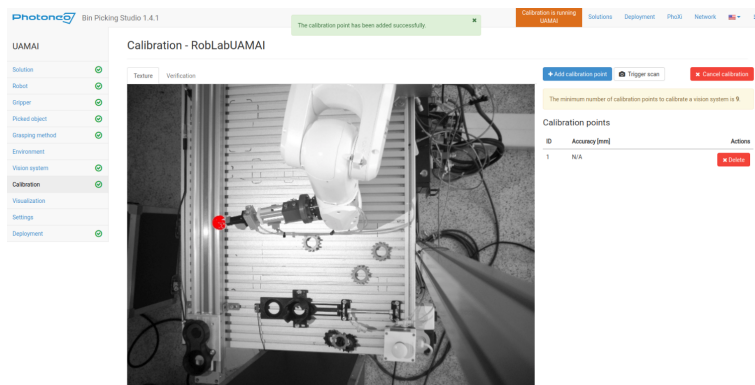 Photoneo Bin Picking Studio 1.4.1
The calibration point has been added successfully.
Calibration is running
UAMAI
Solutions
Deployment
PhoXi
Network
UAMAI
Solution
Robot
Gripper
Picked object
Grasping method
Environment
Vision system
Calibration
Visualization
Settings
Deployment
Calibration - RobLabUAMAI
Texture
Verification
Add calibration point
Trigger scan
Cancel calibration
The minimum number of calibration points to calibrate a vision system is 9.
Calibration points
ID Accuracy [mm] Actions
1 N/A Delete